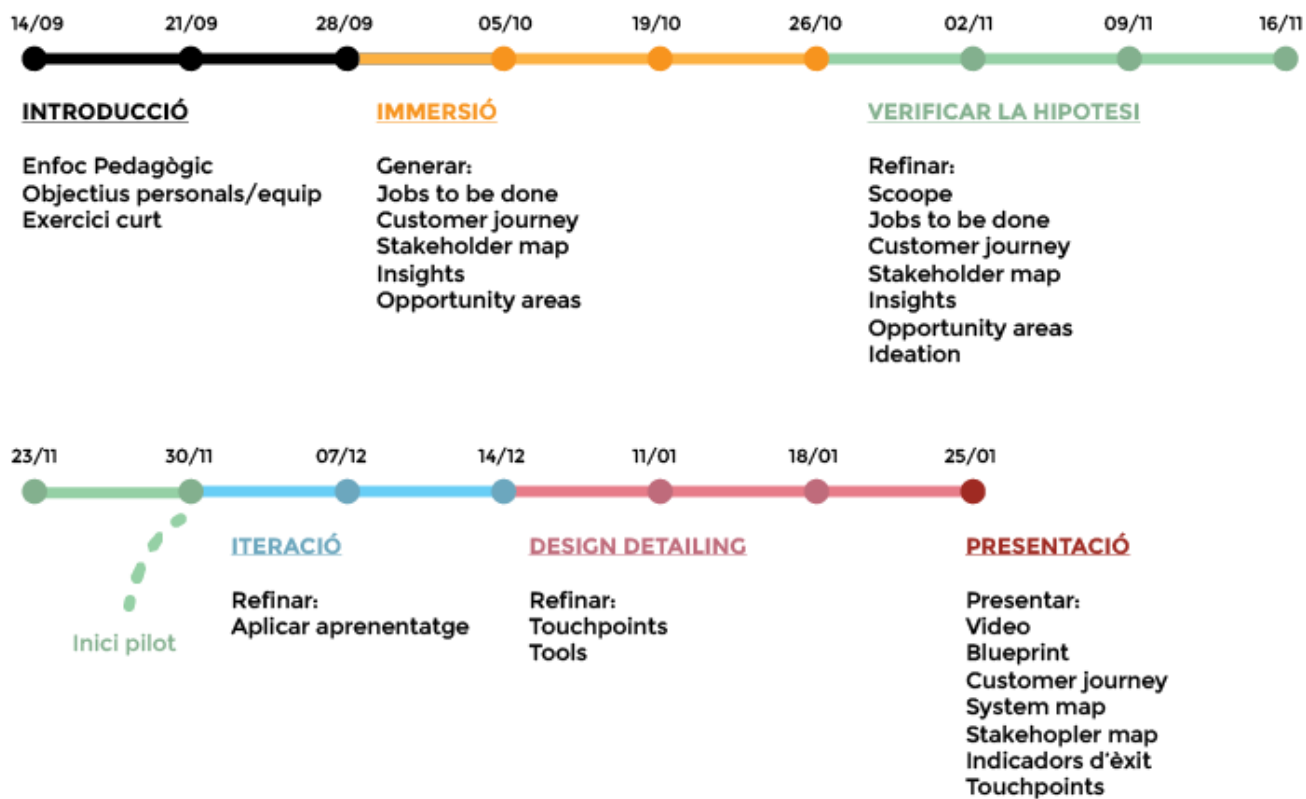 14/09 21/09 28/09 05/10 19/10 26/10 02/11 09/11 16/11
INTRODUCCIÓ
Enfoc Pedagògic
Objectius personals/equip
Exercici curt
IMMERSIÓ
Generar:
Jobs to be done
Customer journey
Stakeholder map
Insights
Opportunity areas
VERIFICAR LA HIPOTESI
Refinar:
Scoope
Jobs to be done
Customer journey
Stakeholder map
Insights
Opportunity areas
Ideation
23/11 30/11 07/12 14/12 11/01 18/01 25/01
Inici pilot
ITERACIÓ
Refinar:
Aplicar aprenentatge
DESIGN DETAILING
Refinar:
Touchpoints
Tools
PRESENTACIÓ
Presentar:
Video
Blueprint
Customer journey
System map
Stakehopler map
Indicadors d'èxit
Touchpoints